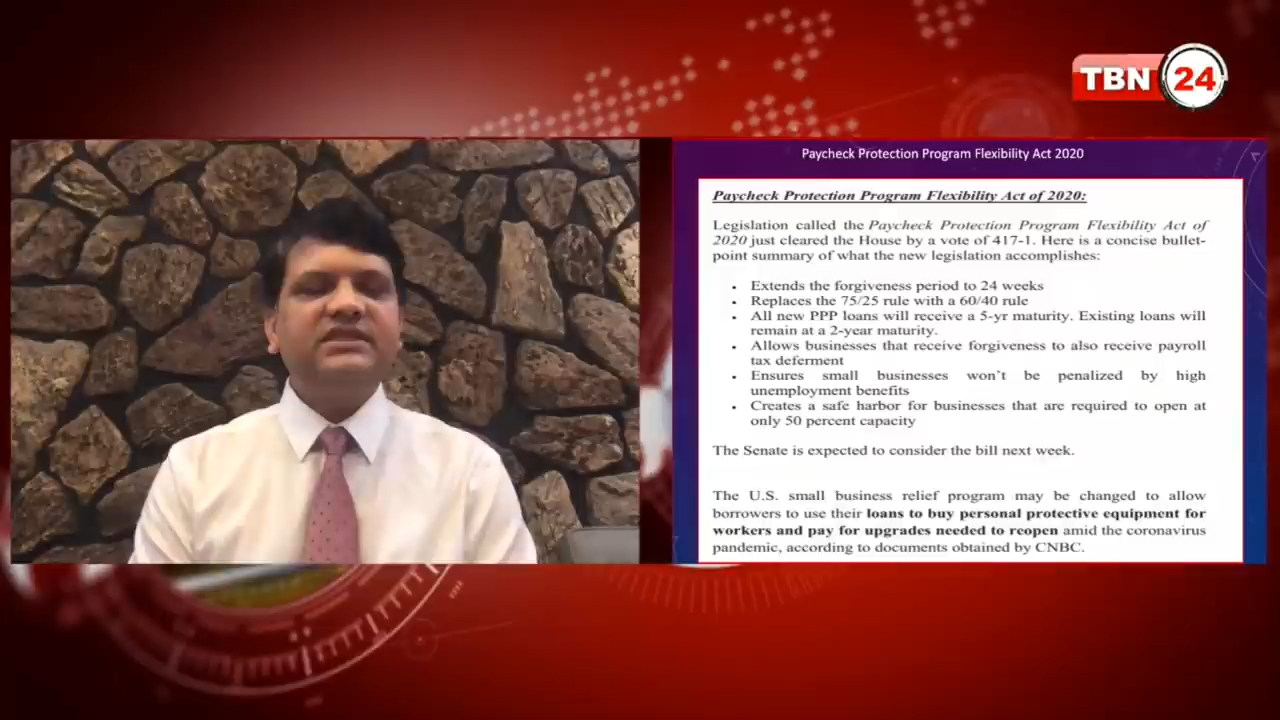 TBN 24
Paycheck Protection Program Flexibility Act 2020
Paycheck Protection Program Flexibility Act of 2020:
Legislation called the Paycheck Protection Program Flexibility Act of
2020 just cleared the House by a vote of 417-1. Here is a concise bullet-
point summary of what the new legislation accomplishes:
• Extends the forgiveness period to 24 weeks
• Replaces the 75/25 rule with a 60/40 rule
• All new PPP loans will receive a 5-yr maturity. Existing loans will
remain at a 2-year maturity.
• Allows businesses that receive forgiveness to also receive payroll
tax deferment
• Ensures small businesses won't be penalized by high
unemployment benefits
• Creates a safe harbor for businesses that are required to open at
only 50 percent capacity
The Senate is expected to consider the bill next week.
The U.S. small business relief program may be changed to allow
borrowers to use their loans to buy personal protective equipment for
workers and pay for upgrades needed to reopen amid the coronavirus
pandemic, according to documents obtained by CNBC.